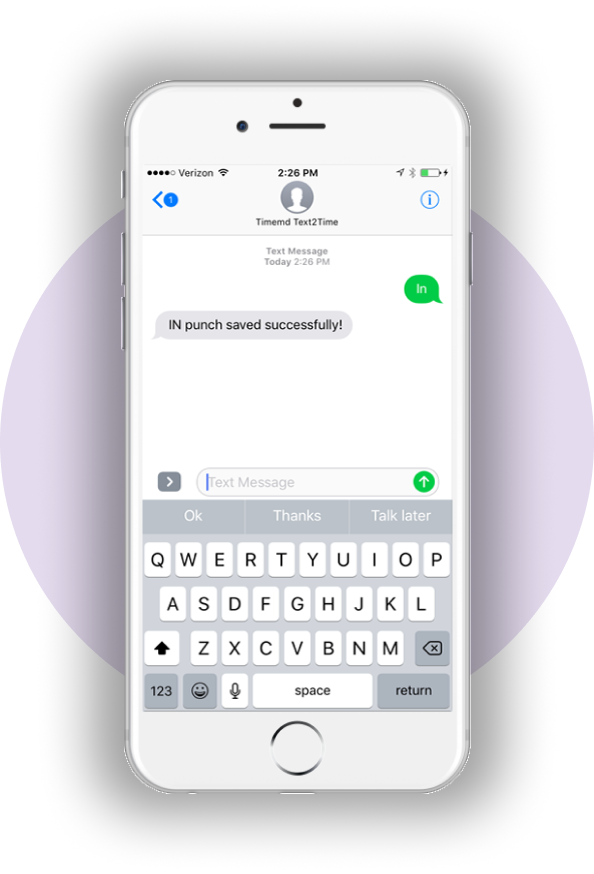 Verizon 2:26 PM
1
i
Timemd Text2Time
Text Message
Today 2:26 PM
In
IN punch saved successfully!
Text Message
Ok Thanks Talk later
Q W E R T Y U I O P
A S D F G H J K L
Z X C V B N M
123 space return